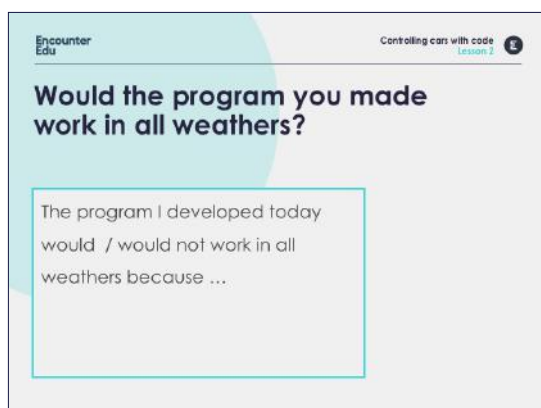 Encounter
Edu
Controlling cars with code
Lesson 2
E
Would the program you made
work in all weathers?
The program I developed today
would / would not work in all
weathers because ...